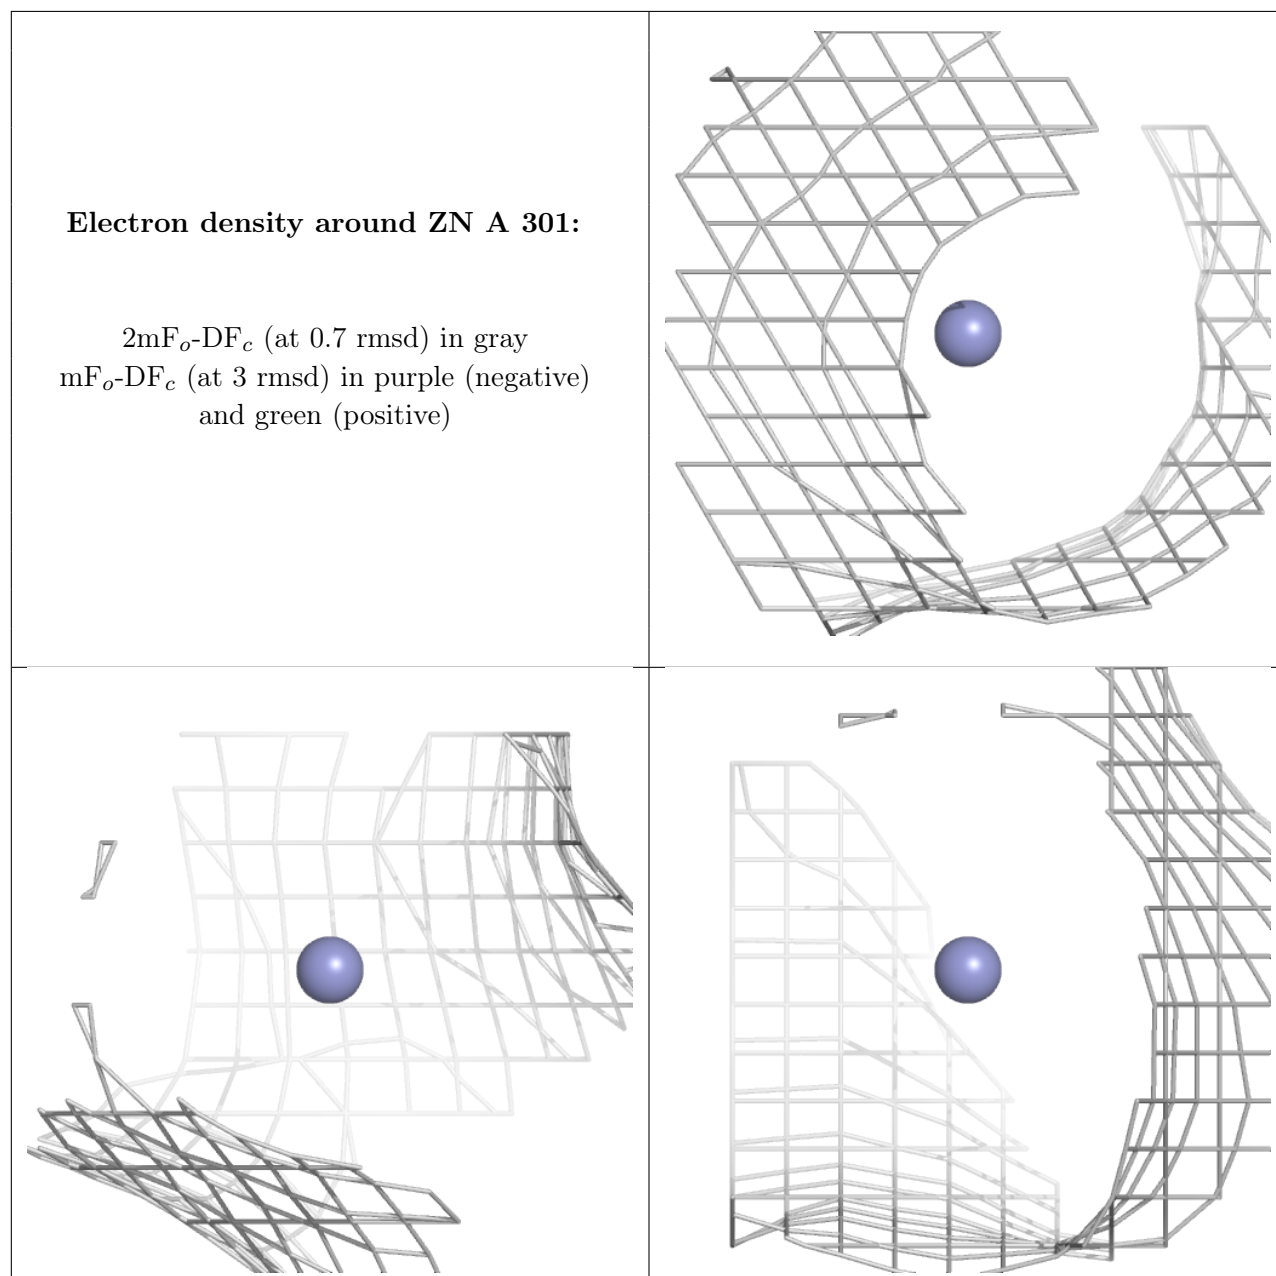 Electron density around ZN A 301:
2mFo-DFc (at 0.7 rmsd) in gray
mFo-DFc (at 3 rmsd) in purple (negative)
and green (positive)